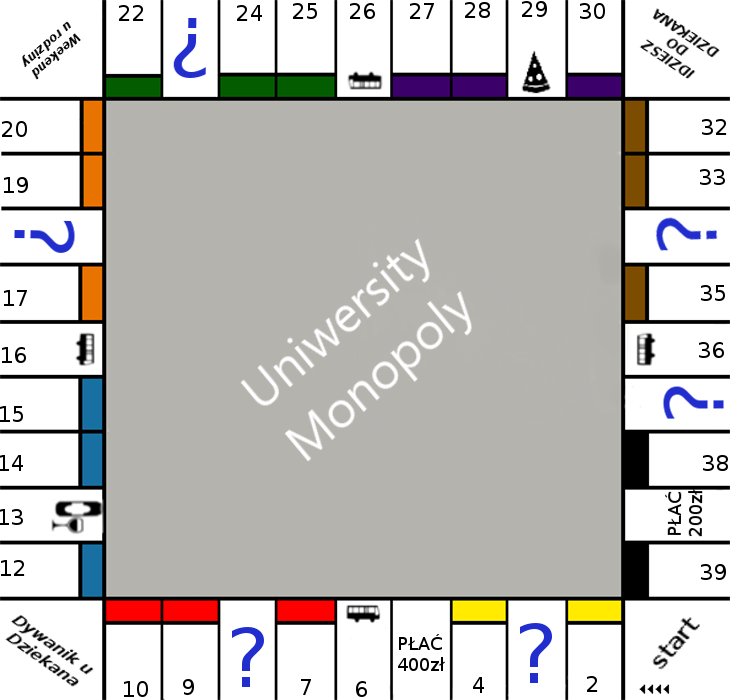 Weekend
u rodziny
22
?
24
25
26
27
28
29
30
IDZIESZ
DO
DZIEKANA
20
19
?
17
16
15
14
13
12
Uniwersity
Monopoly
32
33
?
35
36
?
38
PŁAĆ
200zł
39
Dywanik u
Dziekana
10
9
?
7
6
PŁAĆ
400zł
4
?
2
start